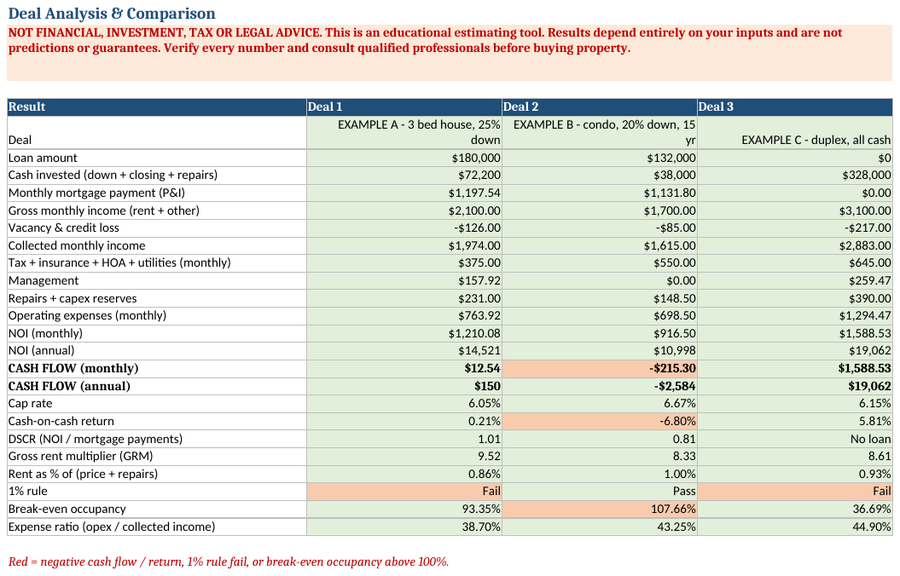 Deal Analysis & Comparison
NOT FINANCIAL, INVESTMENT, TAX OR LEGAL ADVICE. This is an educational estimating tool. Results depend entirely on your inputs and are not
predictions or guarantees. Verify every number and consult qualified professionals before buying property.
Result Deal 1 Deal 2 Deal 3
Deal EXAMPLE A - 3 bed house, 25% down EXAMPLE B - condo, 20% down, 15 yr EXAMPLE C - duplex, all cash
Loan amount $180,000 $132,000 $0
Cash invested (down + closing + repairs) $72,200 $38,000 $328,000
Monthly mortgage payment (P&I) $1,197.54 $1,131.80 $0.00
Gross monthly income (rent + other) $2,100.00 $1,700.00 $3,100.00
Vacancy & credit loss -$126.00 -$85.00 -$217.00
Collected monthly income $1,974.00 $1,615.00 $2,883.00
Tax + insurance + HOA + utilities (monthly) $375.00 $550.00 $645.00
Management $157.92 $0.00 $259.47
Repairs + capex reserves $231.00 $148.50 $390.00
Operating expenses (monthly) $763.92 $698.50 $1,294.47
NOI (monthly) $1,210.08 $916.50 $1,588.53
NOI (annual) $14,521 $10,998 $19,062
CASH FLOW (monthly) $12.54 -$215.30 $1,588.53
CASH FLOW (annual) $150 -$2,584 $19,062
Cap rate 6.05% 6.67% 6.15%
Cash-on-cash return 0.21% -6.80% 5.81%
DSCR (NOI / mortgage payments) 1.01 0.81 No loan
Gross rent multiplier (GRM) 9.52 8.33 8.61
Rent as % of (price + repairs) 0.86% 1.00% 0.93%
1% rule Fail Pass Fail
Break-even occupancy 93.35% 107.66% 36.69%
Expense ratio (opex / collected income) 38.70% 43.25% 44.90%
Red = negative cash flow / return, 1% rule fail, or break-even occupancy above 100%.